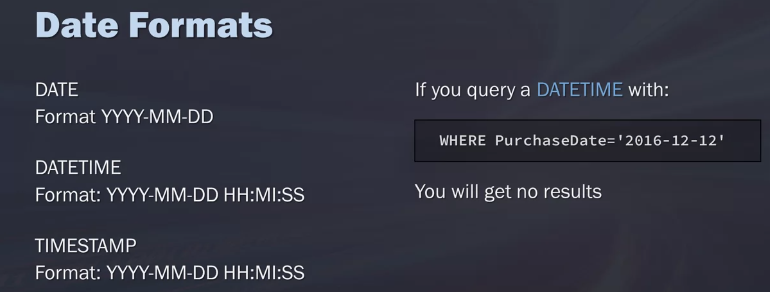 Date Formats
DATE
Format YYYY-MM-DD
DATETIME
Format: YYYY-MM-DD HH:MI:SS
TIMESTAMP
Format: YYYY-MM-DD HH:MI:SS
If you query a DATETIME with:
WHERE PurchaseDate='2016-12-12'
You will get no results